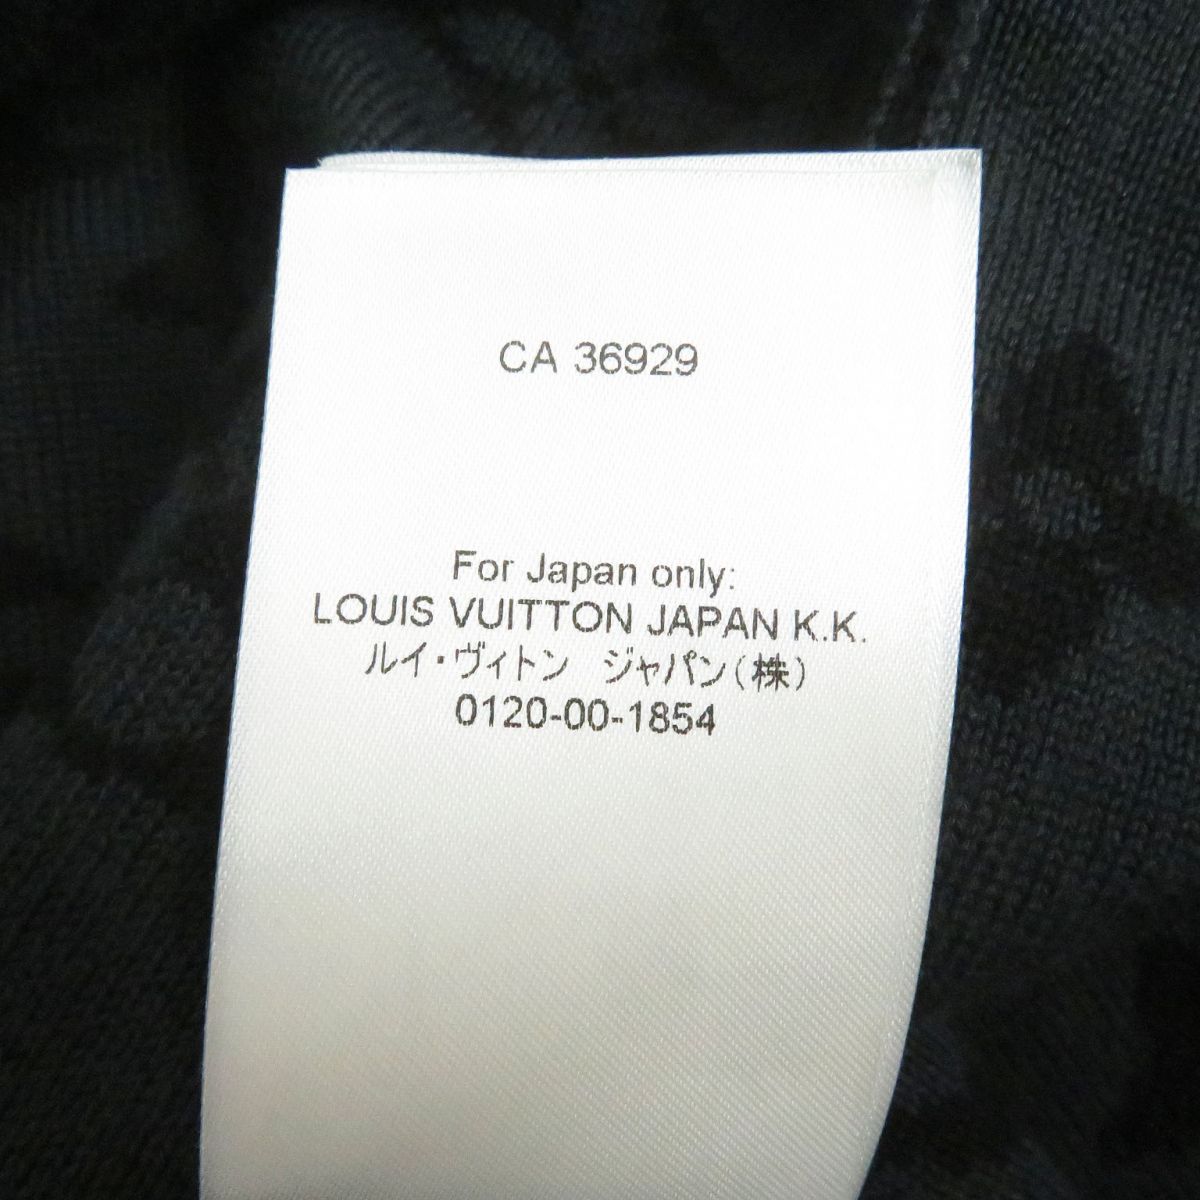 CA 36929
For Japan only:
LOUIS VUITTON JAPAN K.K.
ルイ・ヴィトン　ジャパン(株)
0120-00-1854